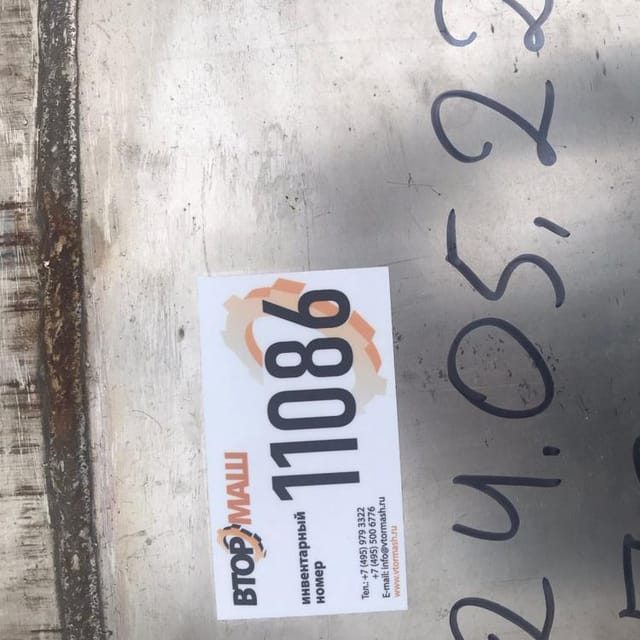 ВТОРМАШ
инвентарный
номер
11086
Тел.: +7 (495) 979 3322
+7 (495) 500 6776
E-mail: info@vtormash.ru
www.vtormash.ru
24.05.22